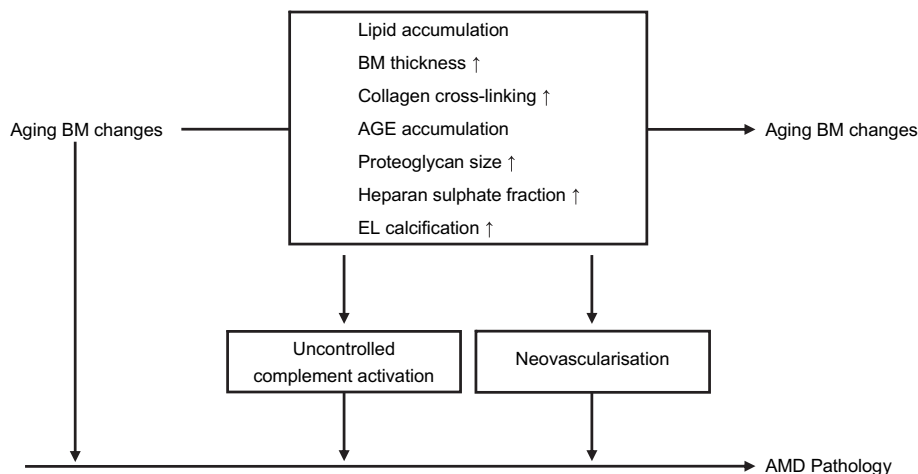 Lipid accumulation
BM thickness ↑
Collagen cross-linking ↑
Aging BM changes
AGE accumulation
Aging BM changes
Proteoglycan size ↑
Heparan sulphate fraction ↑
EL calcification ↑
Uncontrolled
complement activation
Neovascularisation
AMD Pathology